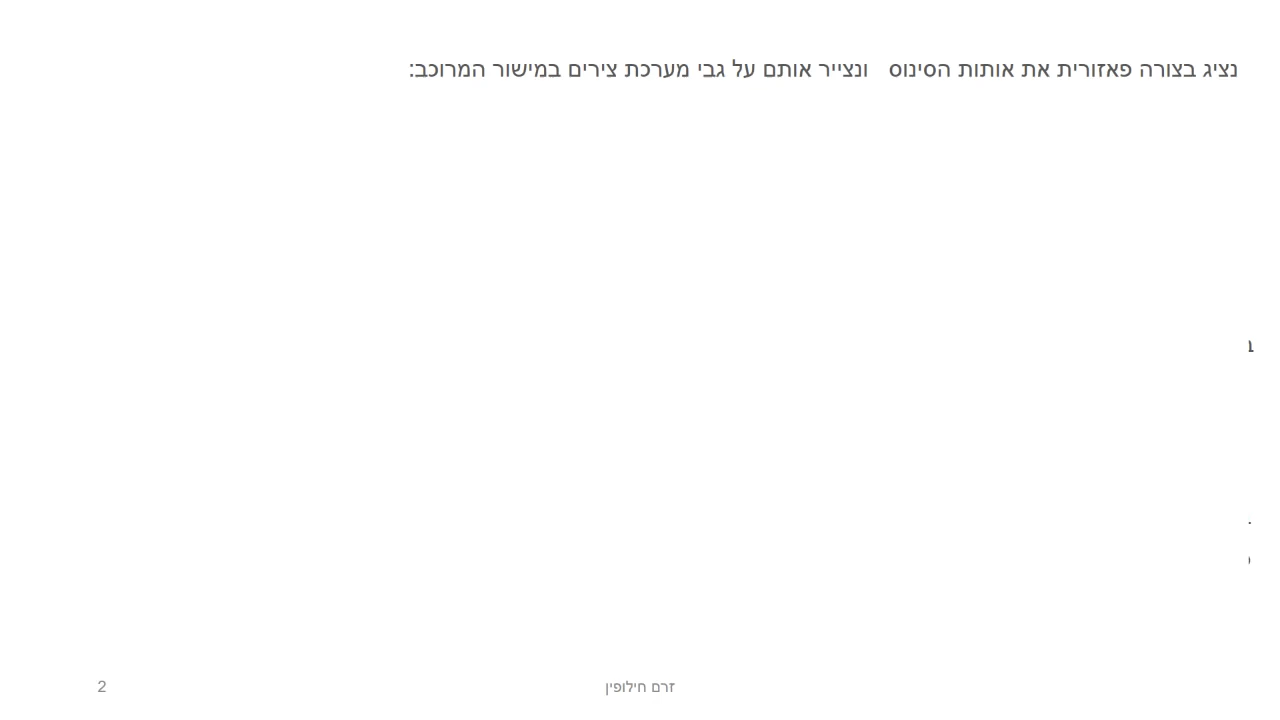 נציג בצורה פאזורית את אותות הסינוס ונצייר אותם על גבי מערכת צירים במישור המרוכב:
זרם חילופין
2